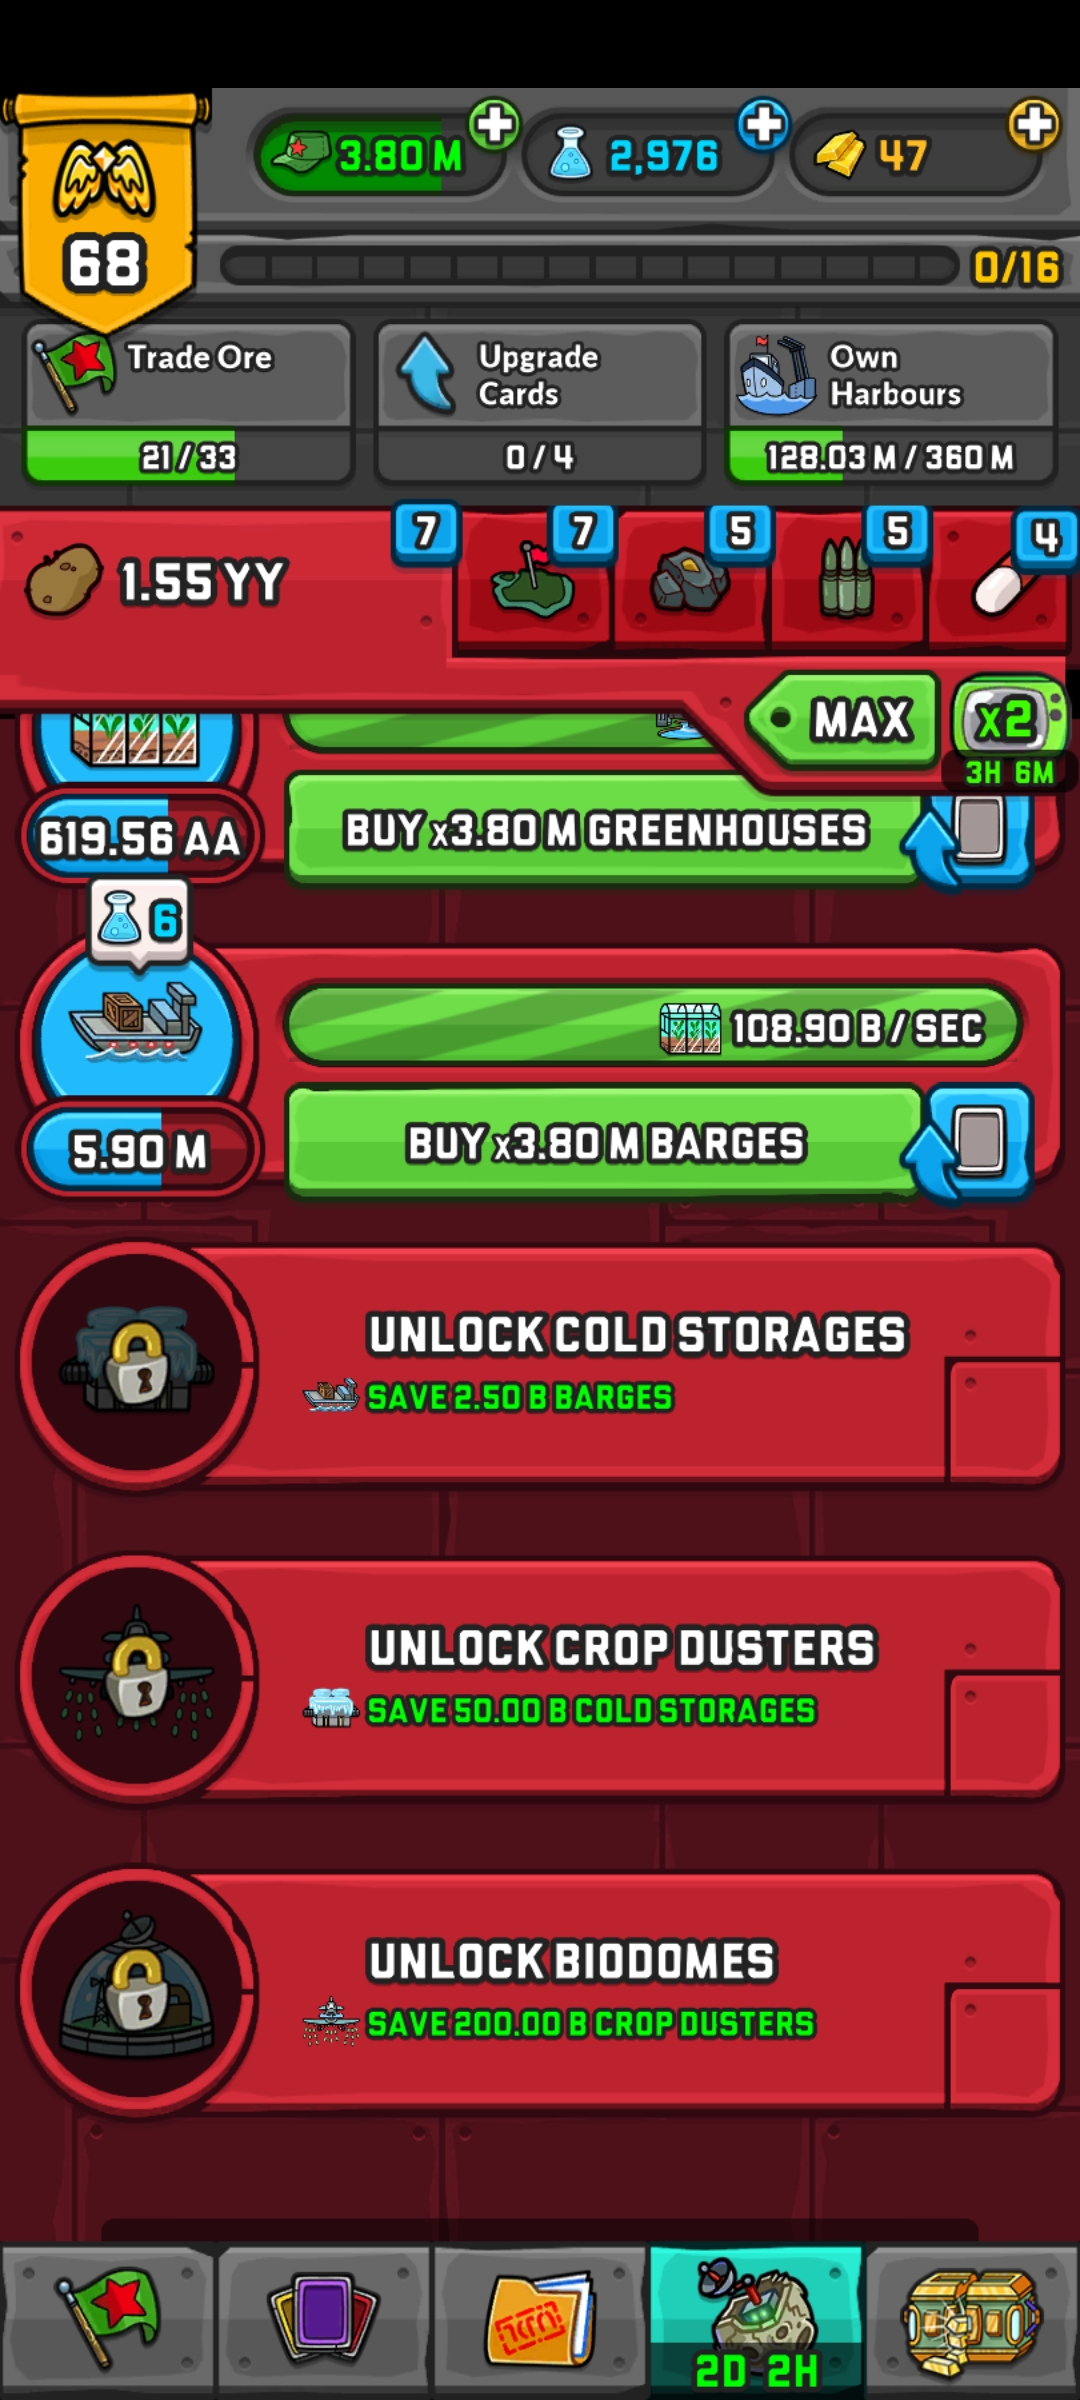 3.80 M
2,976
47
68
0/16
Trade Ore
21 / 33
Upgrade
Cards
0 / 4
Own
Harbours
128.03 M / 360 M
1.55 YY
7
7
5
5
4
MAX
x2
3H 6M
619.56 AA
BUY x3.80 M GREENHOUSES
6
108.90 B / SEC
5.90 M
BUY x3.80 M BARGES
UNLOCK COLD STORAGES
SAVE 2.50 B BARGES
UNLOCK CROP DUSTERS
SAVE 50.00 B COLD STORAGES
UNLOCK BIODOMES
SAVE 200.00 B CROP DUSTERS
2D 2H